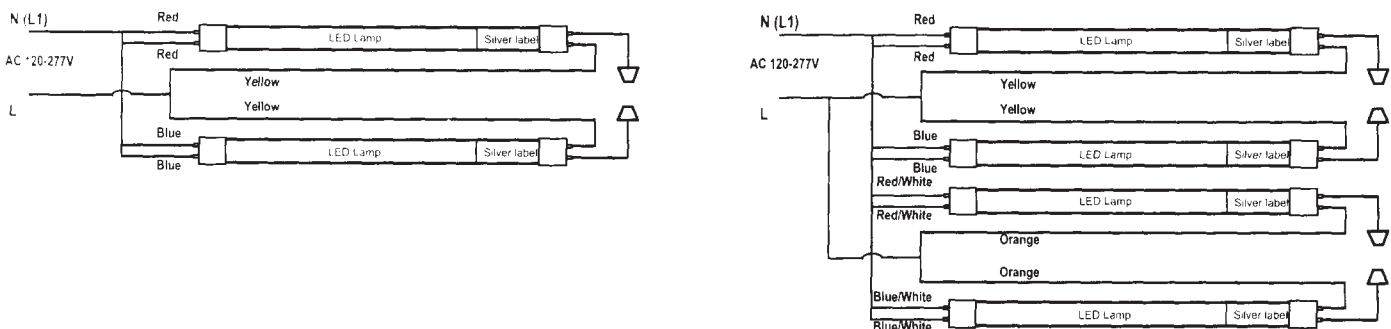 N (L1)
Red
LED Lamp
Silver label
Red
AC 120-277V
Yellow
Yellow
L
Blue
LED Lamp
Silver label
Blue
N (L1)
Red
LED Lamp
Silver label
Red
AC 120-277V
Yellow
Yellow
L
Blue
LED Lamp
Silver label
Blue
Red/White
LED Lamp
Silver label
Red/White
Orange
Orange
Blue/White
LED Lamp
Silver label
Blue/White